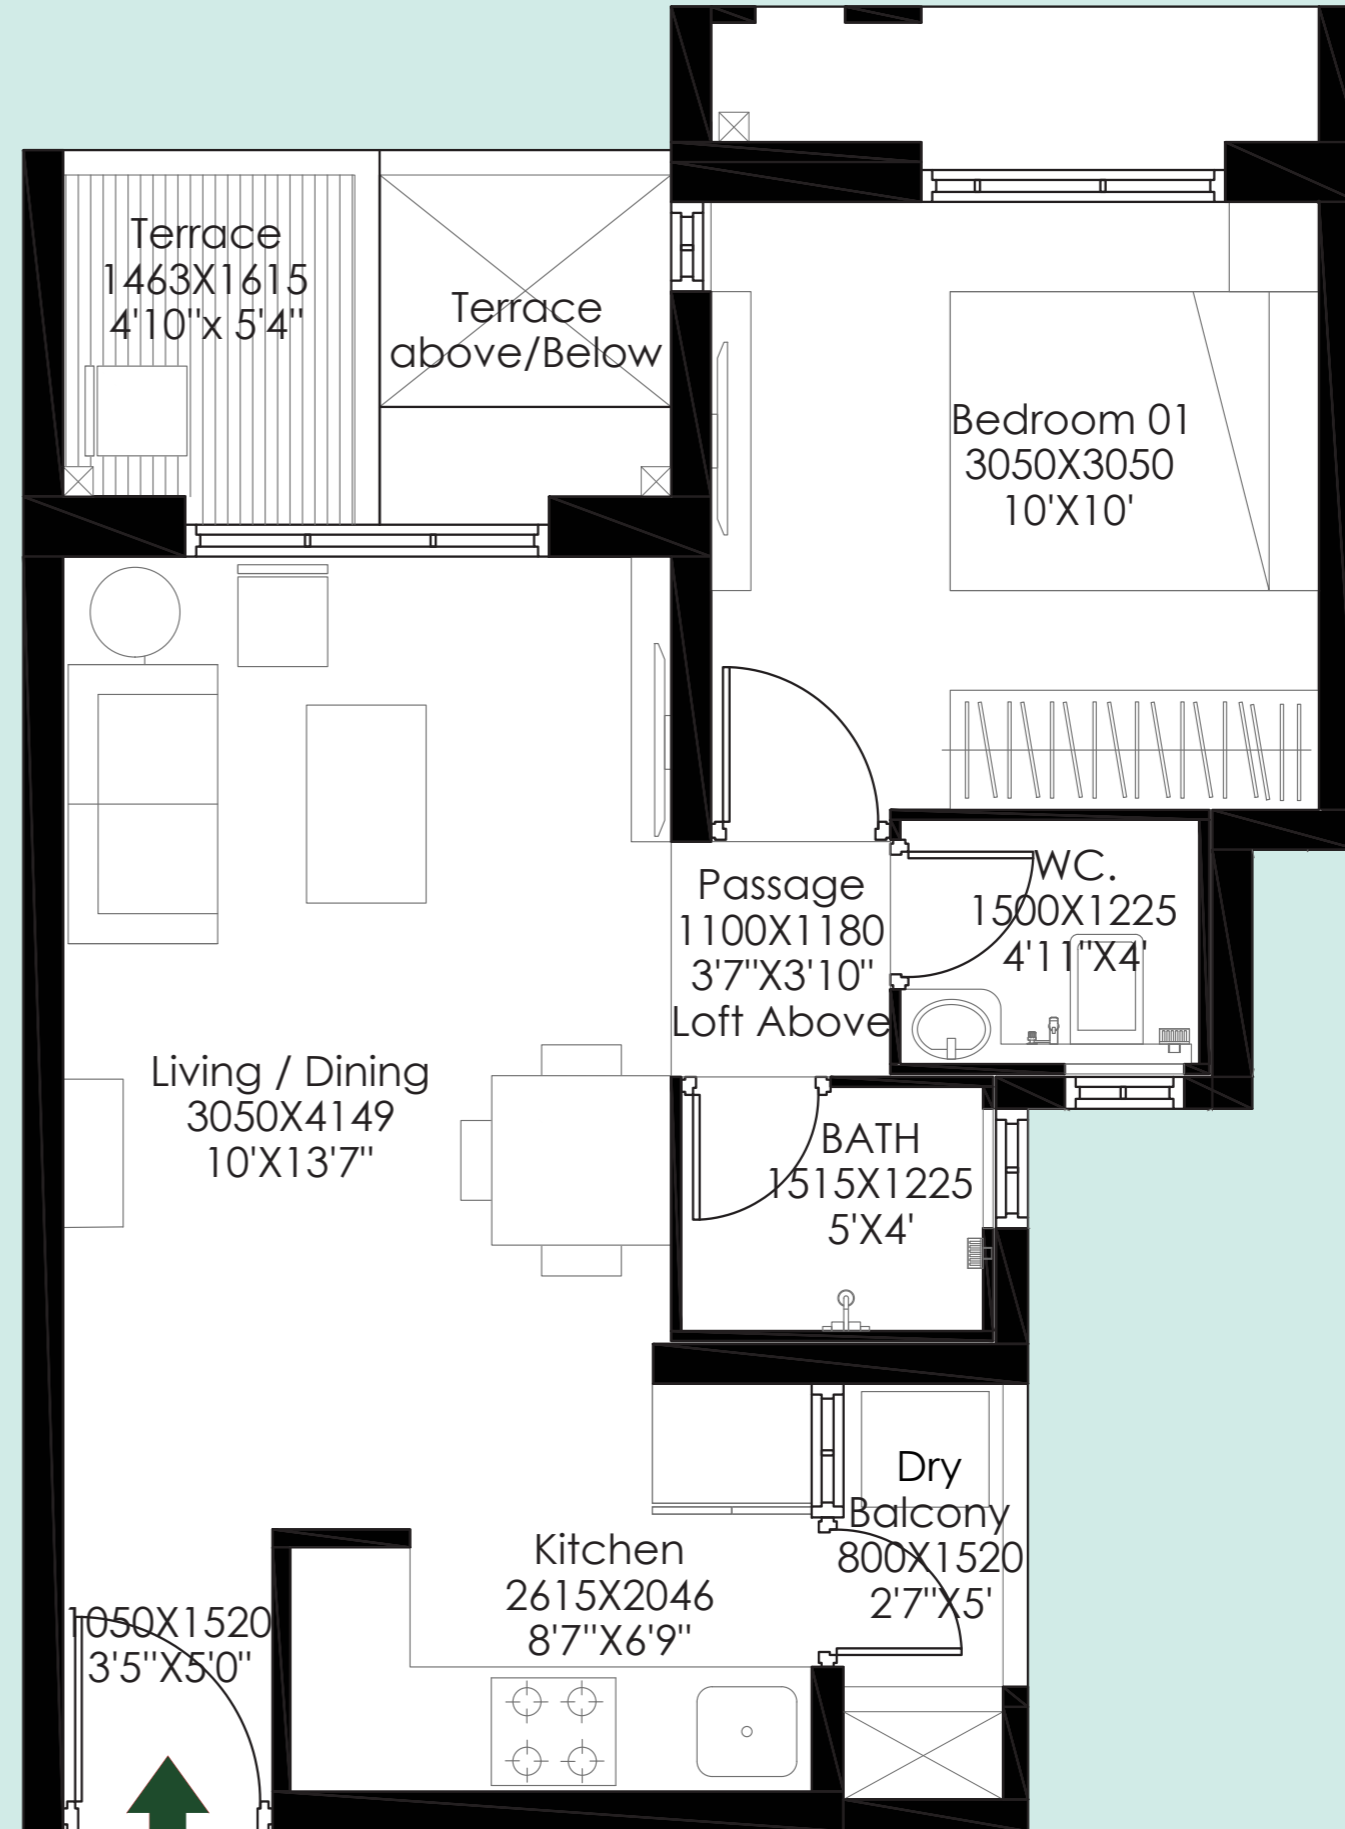 Terrace
1463X1615
4'10"x 5'4"
Terrace
above/Below
Bedroom 01
3050X3050
10'X10'
Passage
1100X1180
3'7"X3'10"
Loft Above
WC.
1500X1225
4'11"X4'
Living / Dining
3050X4149
10'X13'7"
BATH
1515X1225
5'X4'
Dry
Balcony
800X1520
2'7"X5'
Kitchen
2615X2046
8'7"X6'9"
1050X1520
3'5"X5'0"